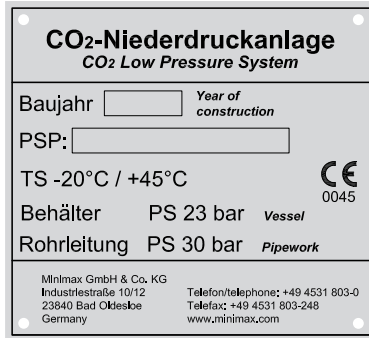 CO2-Niederdruckanlage
CO2 Low Pressure System
Baujahr Year of construction
PSP:
TS -20°C / +45°C
CE 0045
Behälter PS 23 bar Vessel
Rohrleitung PS 30 bar Pipework
Minimax GmbH & Co. KG
Industriestraße 10/12 Telefon/telephone: +49 4531 803-0
23840 Bad Oldesloe Telefax: +49 4531 803-248
Germany www.minimax.com